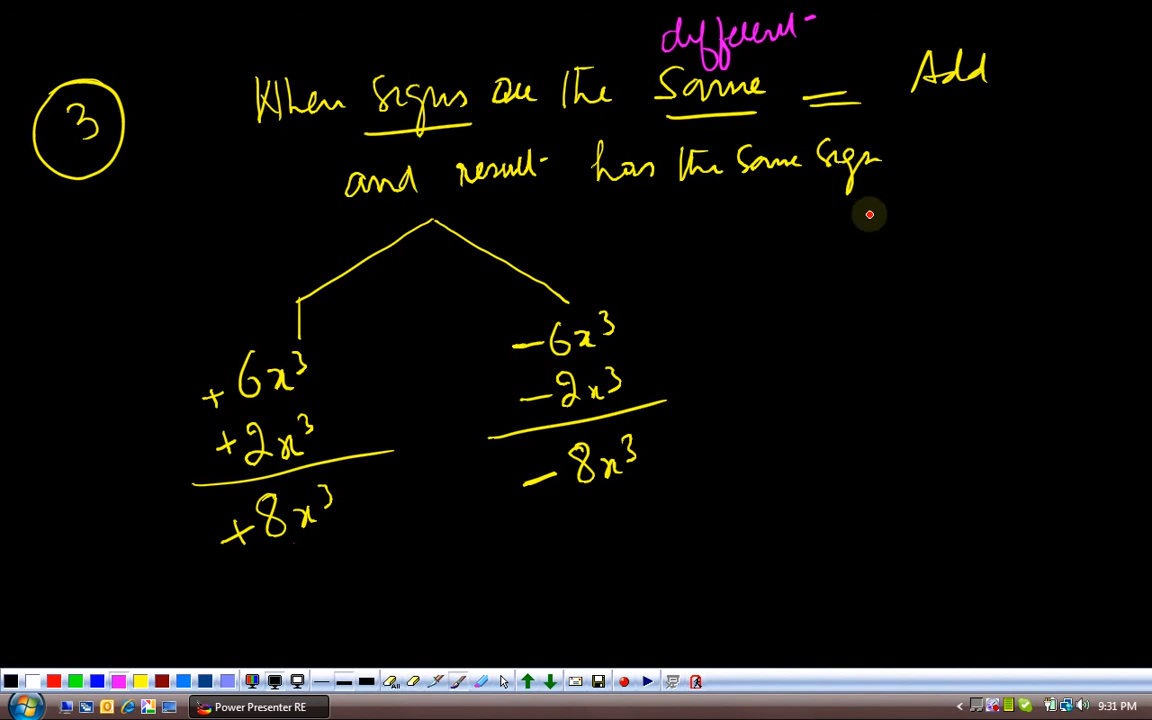 different
3 When signs are the same = Add
and result has the same sign
+6x³
+2x³
+8x³
-6x³
-2x³
-8x³
Power Presenter RE
9:31 PM